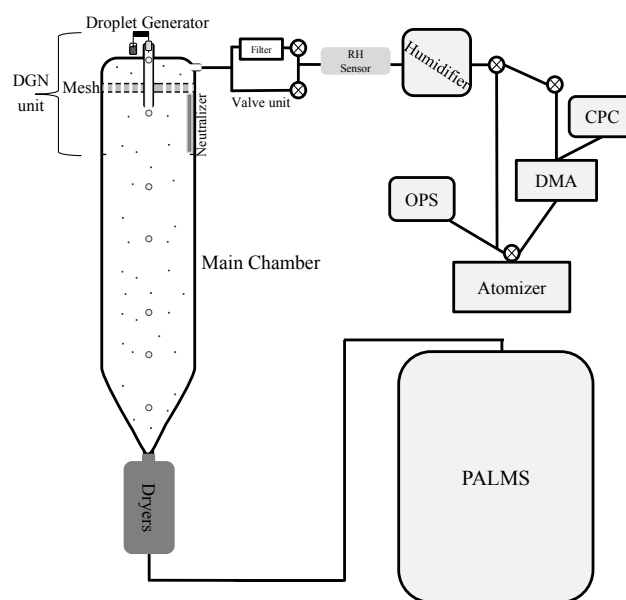 Droplet Generator
DGN
unit
Mesh
Neutralizer
Filter
Valve unit
RH
Sensor
Humidifier
CPC
DMA
OPS
Atomizer
Main Chamber
Dryers
PALMS